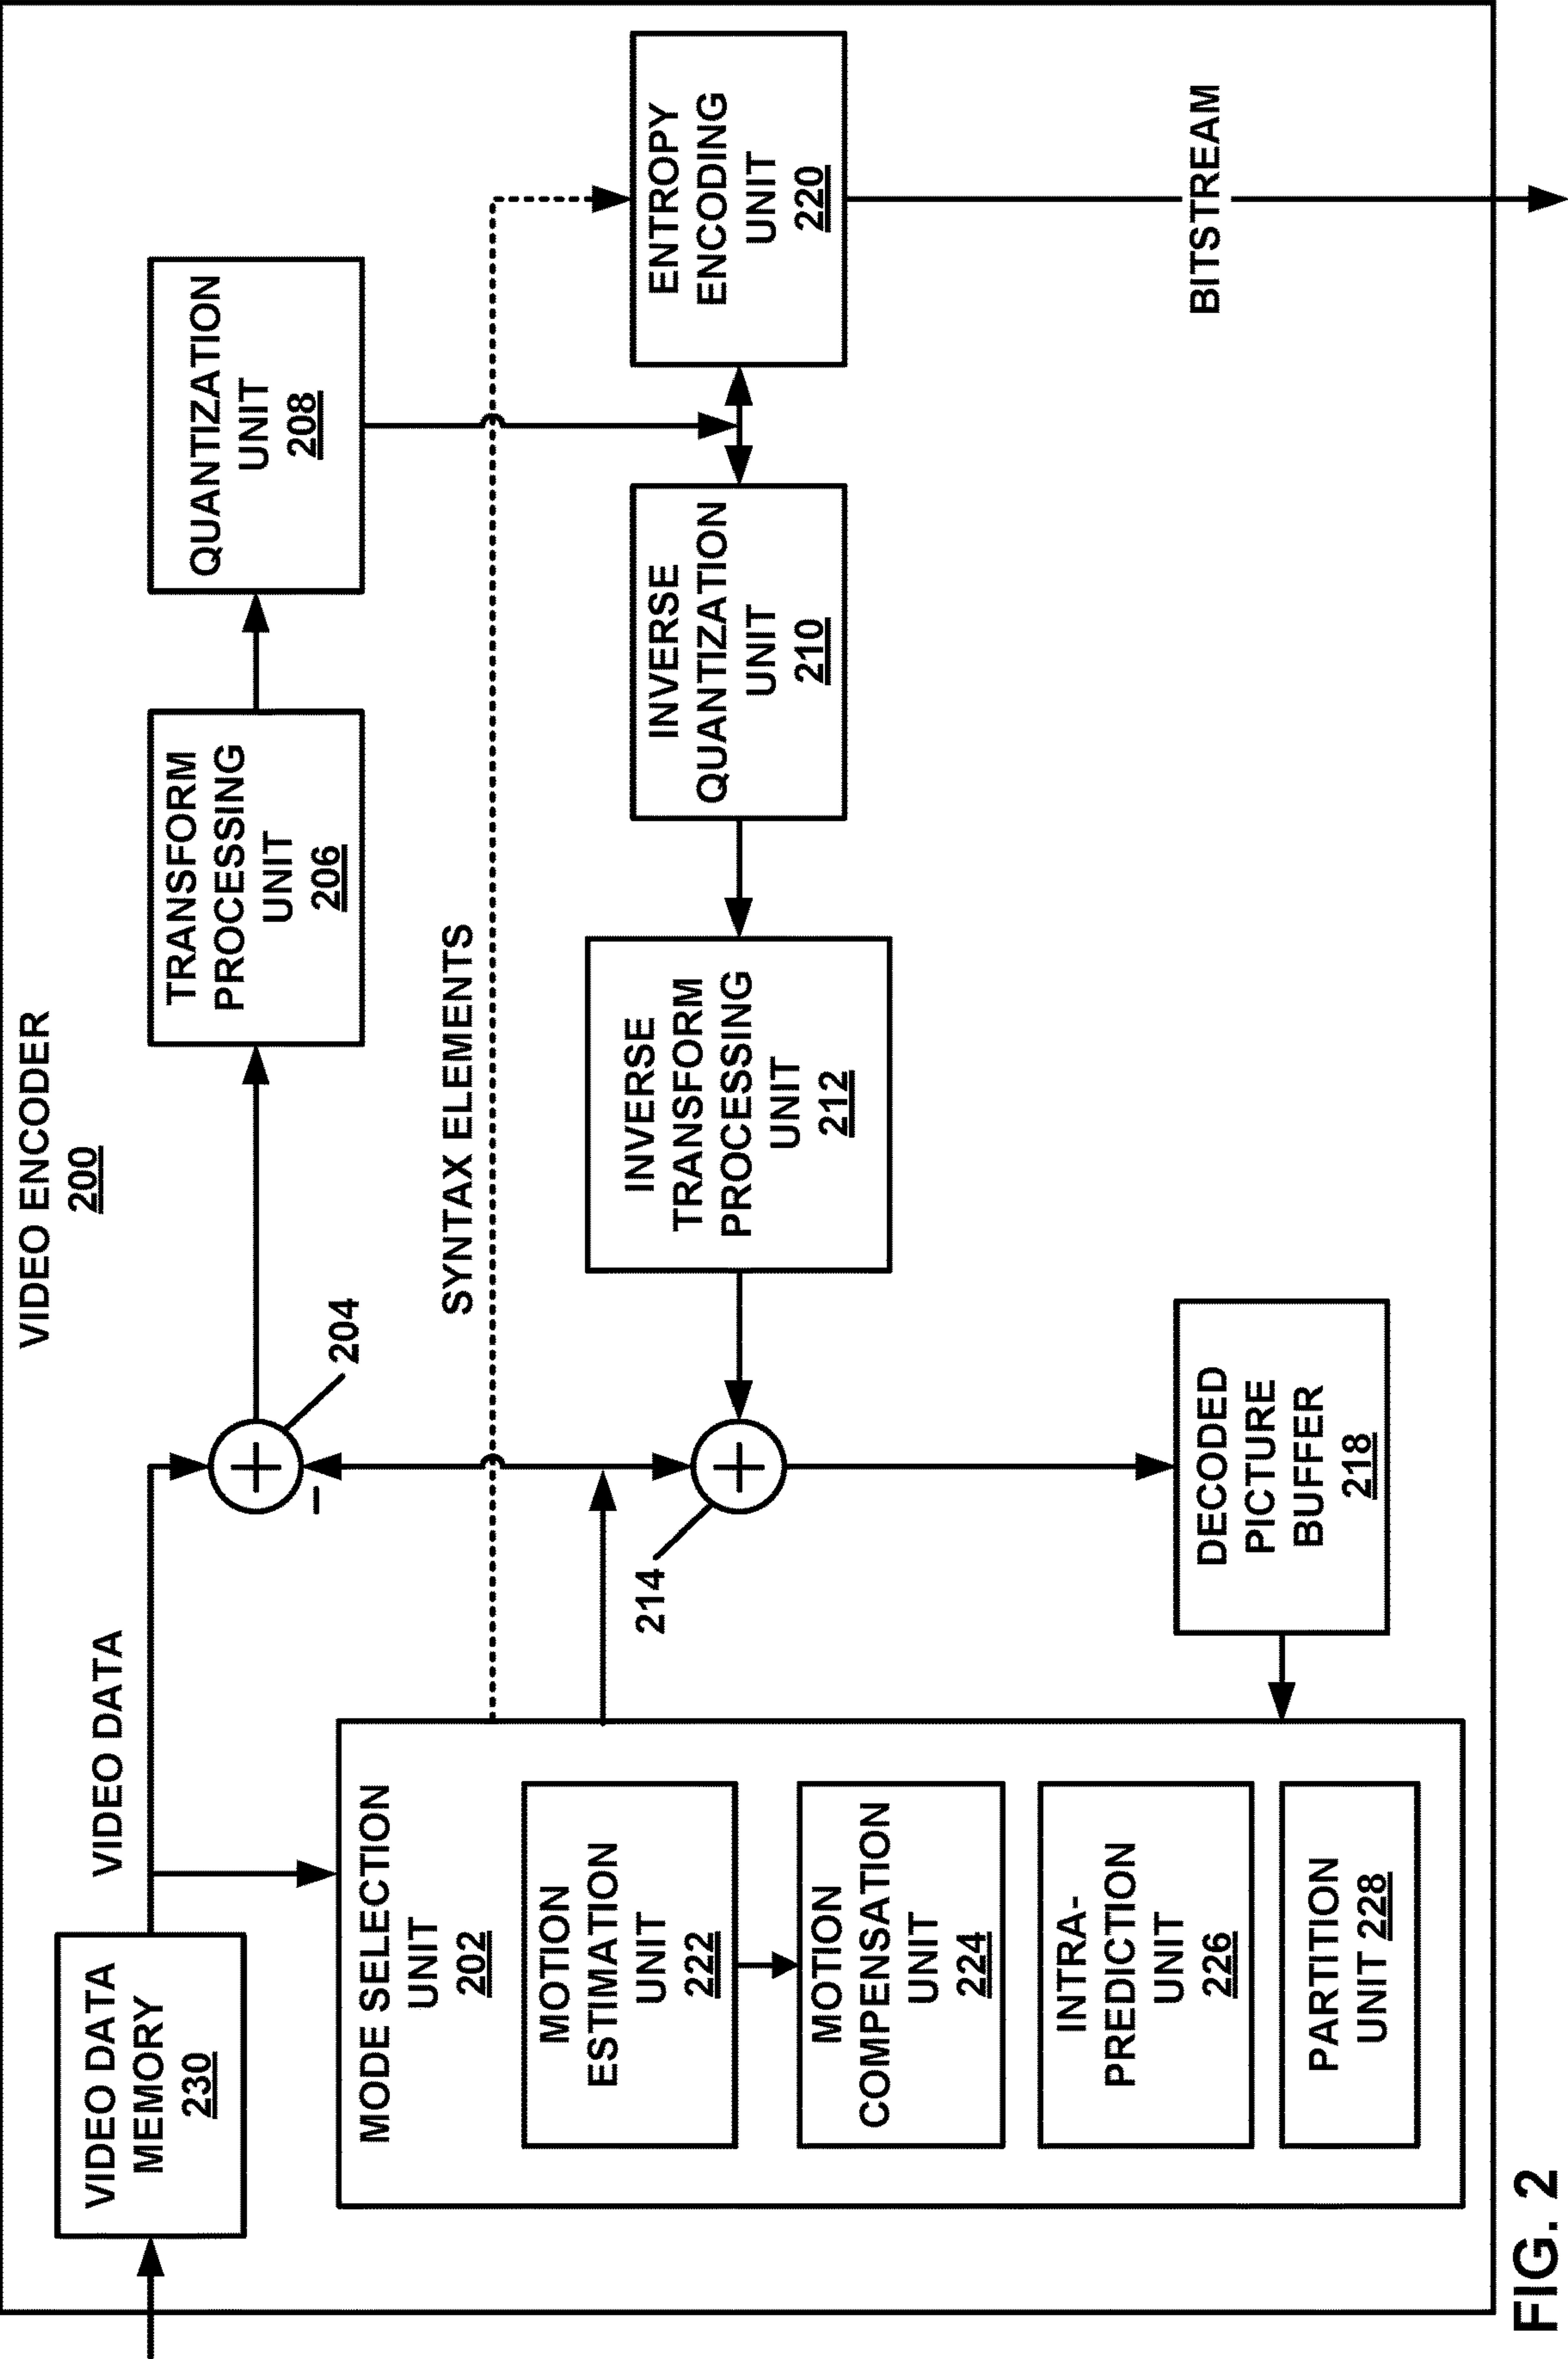 VIDEO ENCODER
200
VIDEO DATA
MEMORY
230
VIDEO DATA
204
TRANSFORM
PROCESSING
UNIT
206
QUANTIZATION
UNIT
208
SYNTAX ELEMENTS
MODE SELECTION
UNIT
202
MOTION
ESTIMATION
UNIT
222
MOTION
COMPENSATION
UNIT
224
INTRA-
PREDICTION
UNIT
226
PARTITION
UNIT 228
–
214
INVERSE
TRANSFORM
PROCESSING
UNIT
212
INVERSE
QUANTIZATION
UNIT
210
ENTROPY
ENCODING
UNIT
220
DECODED
PICTURE
BUFFER
218
BITSTREAM
FIG. 2